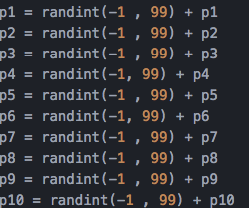 p1 = randint(-1 , 99) + p1
p2 = randint(-1 , 99) + p2
p3 = randint(-1 , 99) + p3
p4 = randint(-1, 99) + p4
p5 = randint(-1 , 99) + p5
p6 = randint(-1, 99) + p6
p7 = randint(-1 , 99) + p7
p8 = randint(-1 , 99) + p8
p9 = randint(-1 , 99) + p9
p10 = randint(-1 , 99) + p10